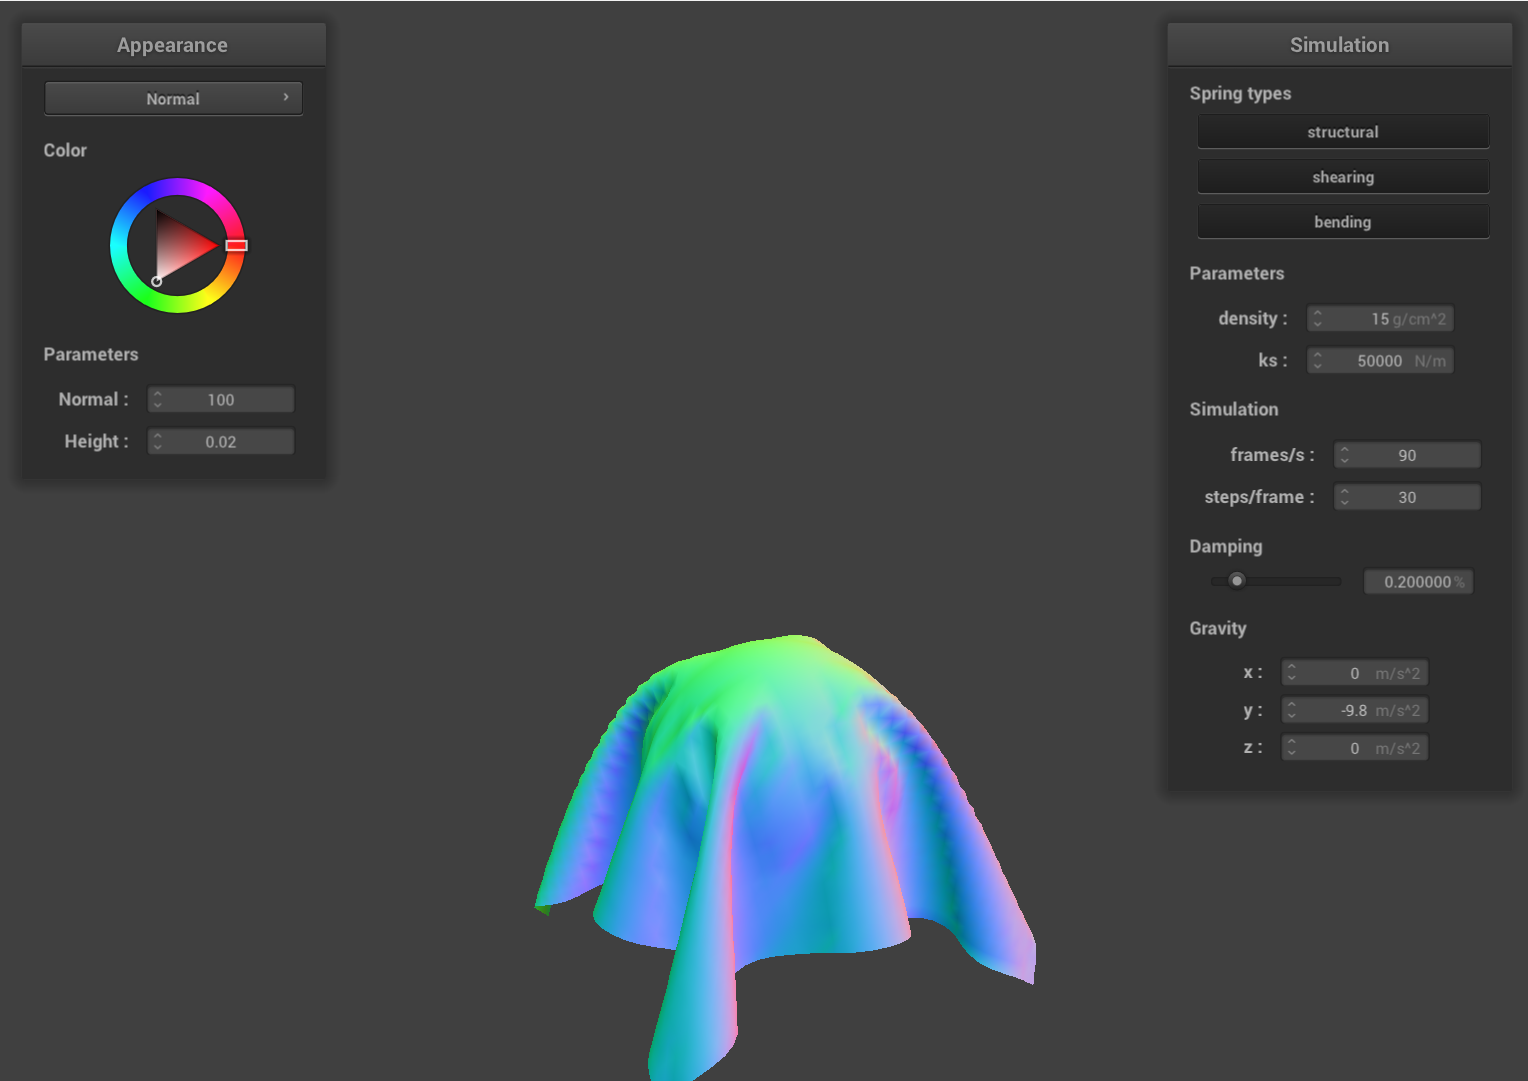 Appearance
Normal
Color
Parameters
Normal : 100
Height : 0.02
Simulation
Spring types
structural
shearing
bending
Parameters
density : 15 g/cm^2
ks : 50000 N/m
Simulation
frames/s : 90
steps/frame : 30
Damping
0.200000 %
Gravity
x : 0 m/s^2
y : -9.8 m/s^2
z : 0 m/s^2